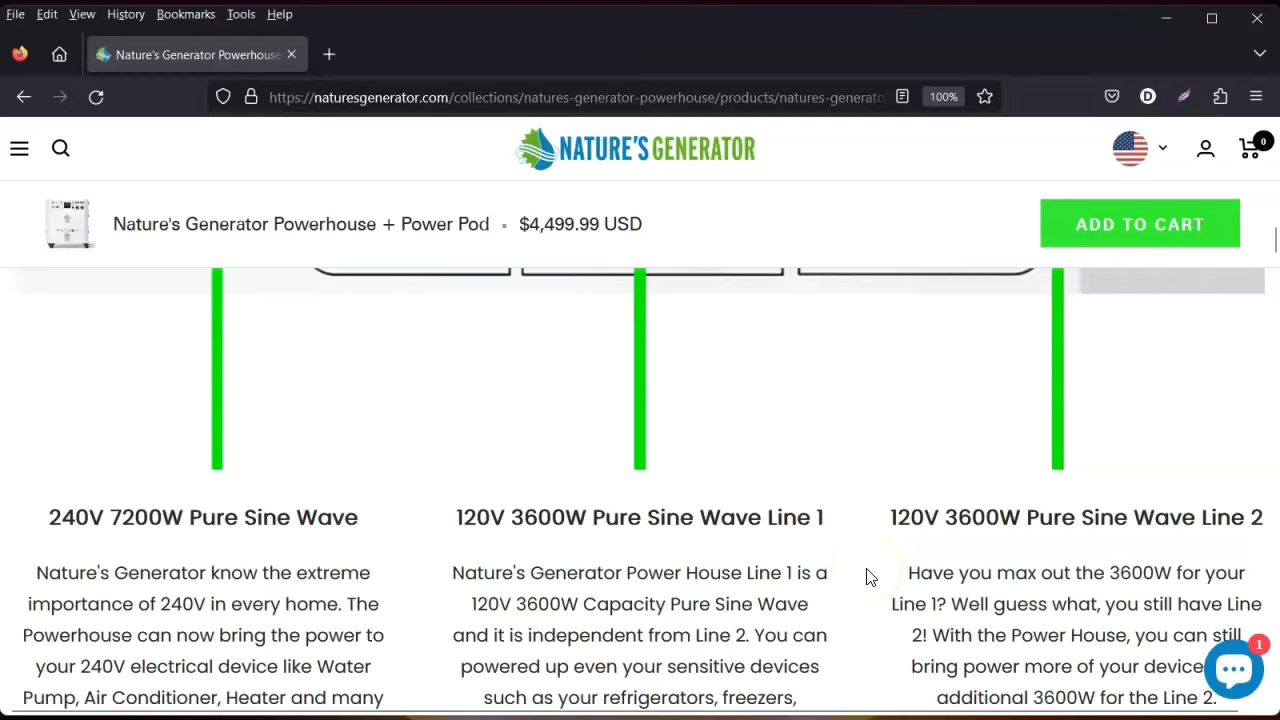 File Edit View History Bookmarks Tools Help
Nature's Generator Powerhouse
https://naturesgenerator.com/collections/natures-generator-powerhouse/products/natures-generato
100%
NATURE'S GENERATOR
0
Nature's Generator Powerhouse + Power Pod • $4,499.99 USD
ADD TO CART
240V 7200W Pure Sine Wave
Nature's Generator know the extreme
importance of 240V in every home. The
Powerhouse can now bring the power to
your 240V electrical device like Water
Pump, Air Conditioner, Heater and many
120V 3600W Pure Sine Wave Line 1
Nature's Generator Power House Line 1 is a
120V 3600W Capacity Pure Sine Wave
and it is independent from Line 2. You can
powered up even your sensitive devices
such as your refrigerators, freezers,
120V 3600W Pure Sine Wave Line 2
Have you max out the 3600W for your
Line 1? Well guess what, you still have Line
2! With the Power House, you can still
bring power more of your device
additional 3600W for the Line 2.
1